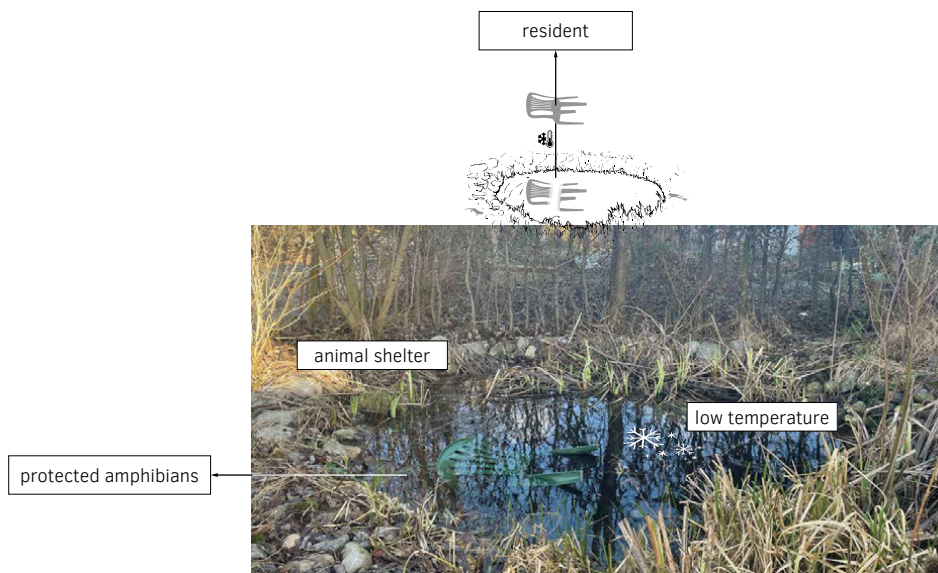 resident
animal shelter
low temperature
protected amphibians